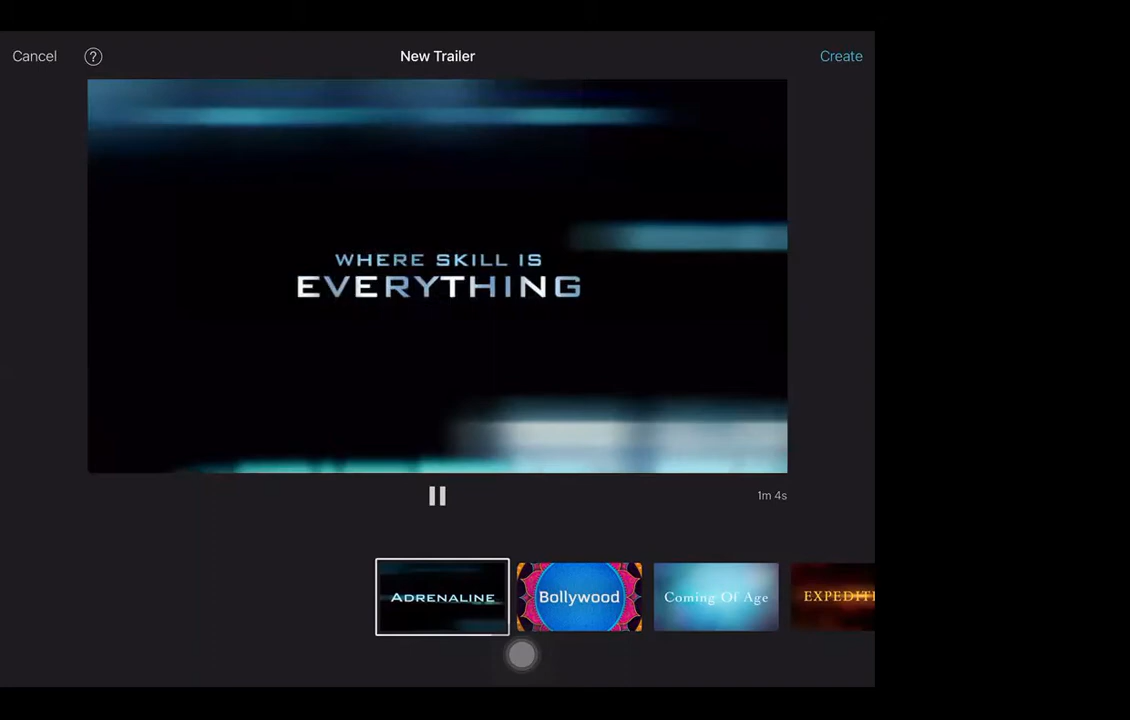 Cancel
?
New Trailer
Create
WHERE SKILL IS
EVERYTHING
1m 4s
ADRENALINE
Bollywood
Coming Of Age